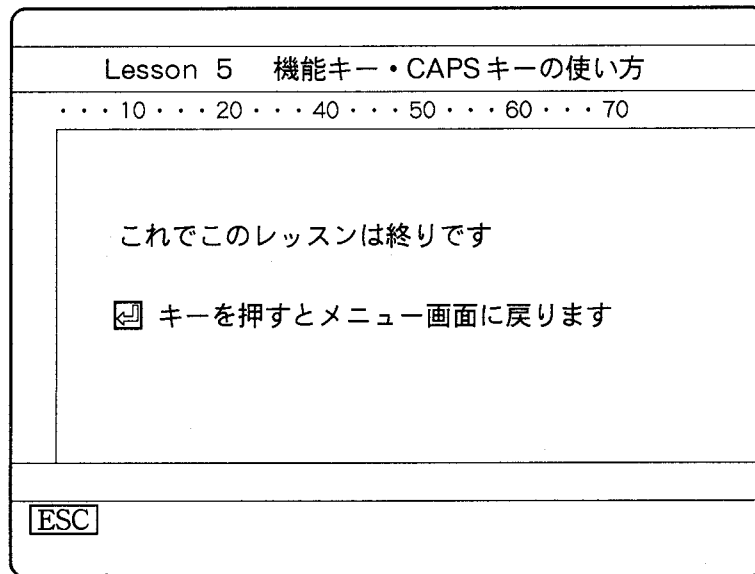 Lesson 5 機能キー・CAPSキーの使い方
・・・10・・・20・・・40・・・50・・・60・・・70
これでこのレッスンは終りです
⏎ キーを押すとメニュー画面に戻ります
ESC